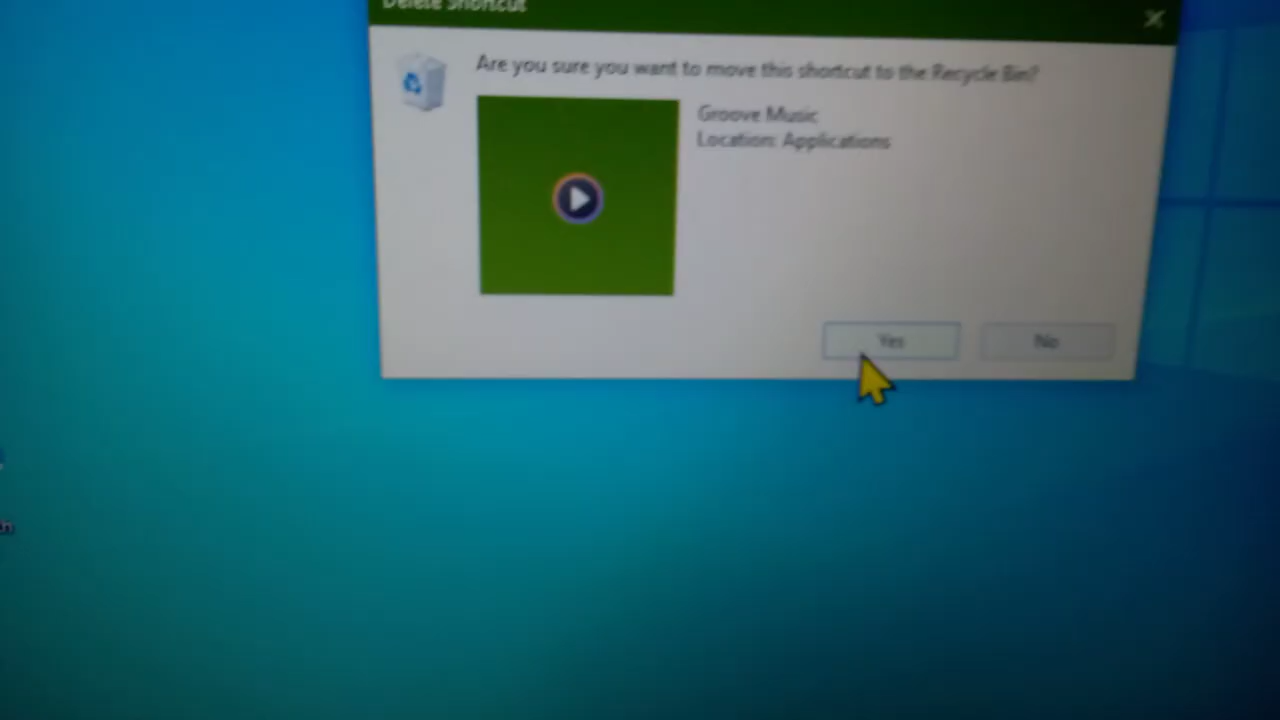 Delete Shortcut
Are you sure you want to move this shortcut to the Recycle Bin?
Groove Music
Location: Applications
Yes
No